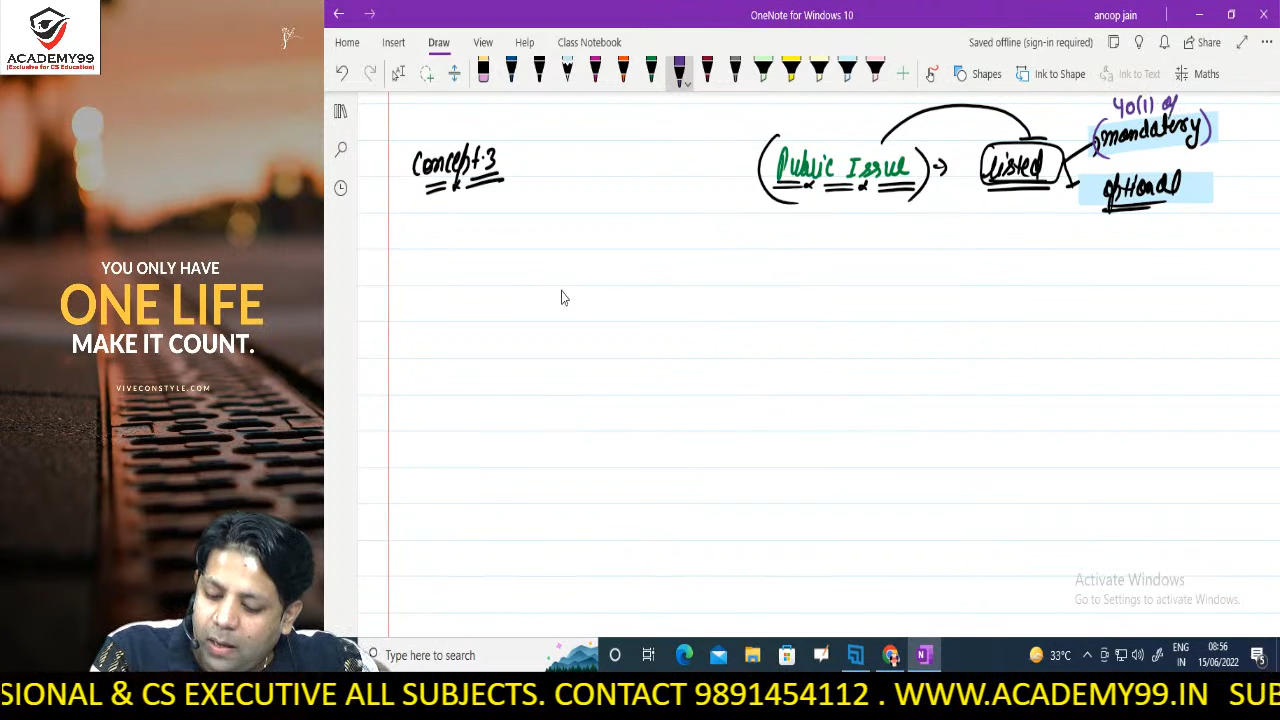 ACADEMY99
(Exclusive for CS Education)
YOU ONLY HAVE
ONE LIFE
MAKE IT COUNT.
VIVECONSTYLE.COM
OneNote for Windows 10
anoop jain
Home Insert Draw View Help Class Notebook
Saved offline (sign-in required)
Share
Shapes
Ink to Shape
Ink to Text
Maths
Concept.3
(Public Issue) → listed
40(1) of
(mandatory)
optional
Activate Windows
Go to Settings to activate Windows.
Type here to search
33°C
ENG
IN
08:56
15/06/2022
5
SIONAL & CS EXECUTIVE ALL SUBJECTS. CONTACT 9891454112 . WWW.ACADEMY99.IN SUB